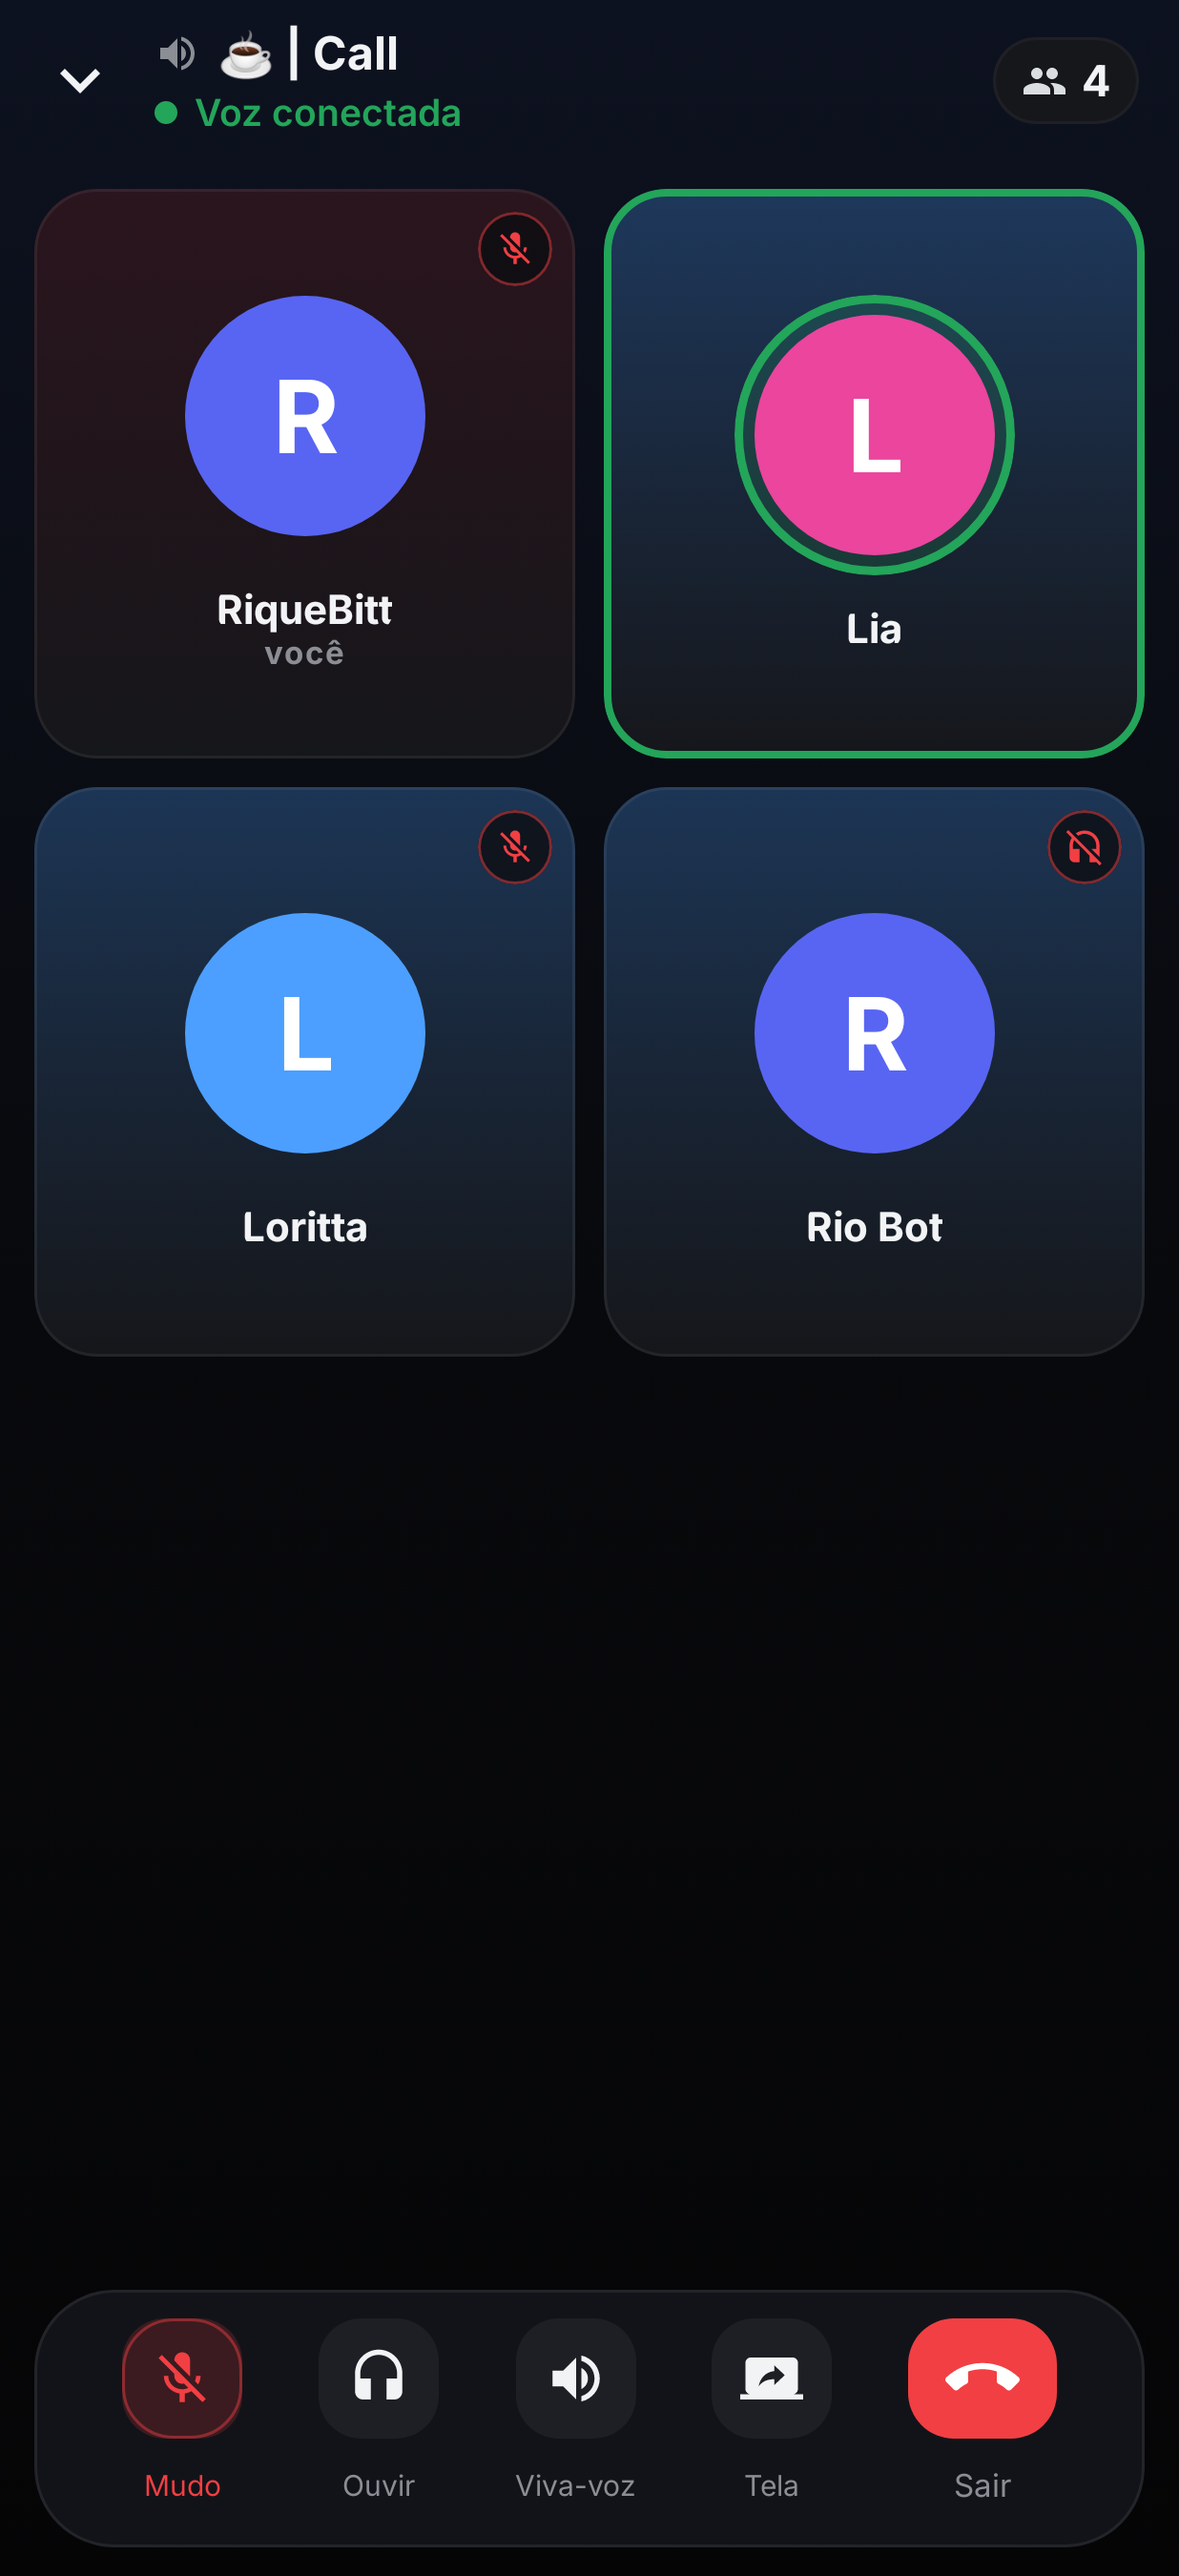 ☕ | Call
Voz conectada
4
R
RiqueBitt
você
L
Lia
L
Loritta
R
Rio Bot
Mudo
Ouvir
Viva-voz
Tela
Sair